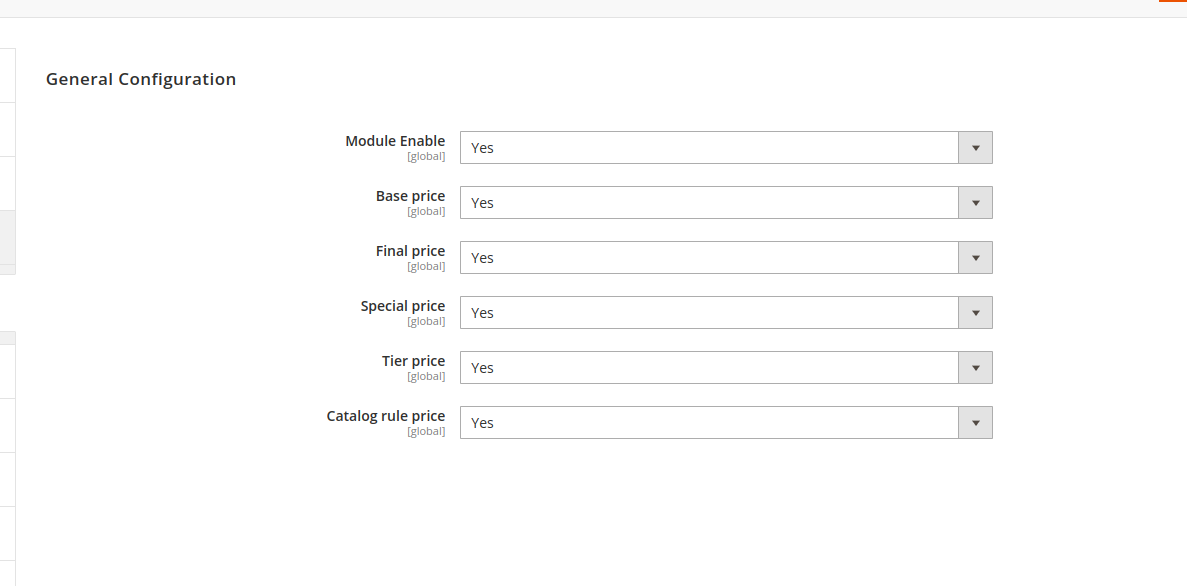 General Configuration
Module Enable
[global]
Yes
Base price
[global]
Yes
Final price
[global]
Yes
Special price
[global]
Yes
Tier price
[global]
Yes
Catalog rule price
[global]
Yes